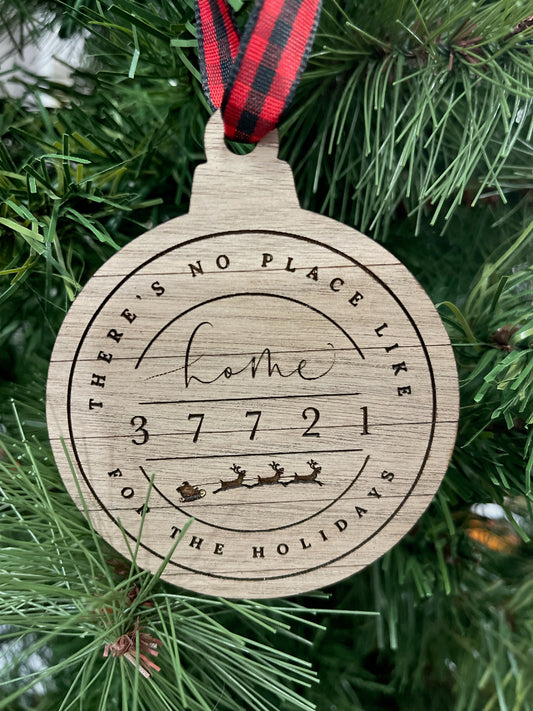 THERE'S NO PLACE LIKE
home
37721
FOR THE HOLIDAYS